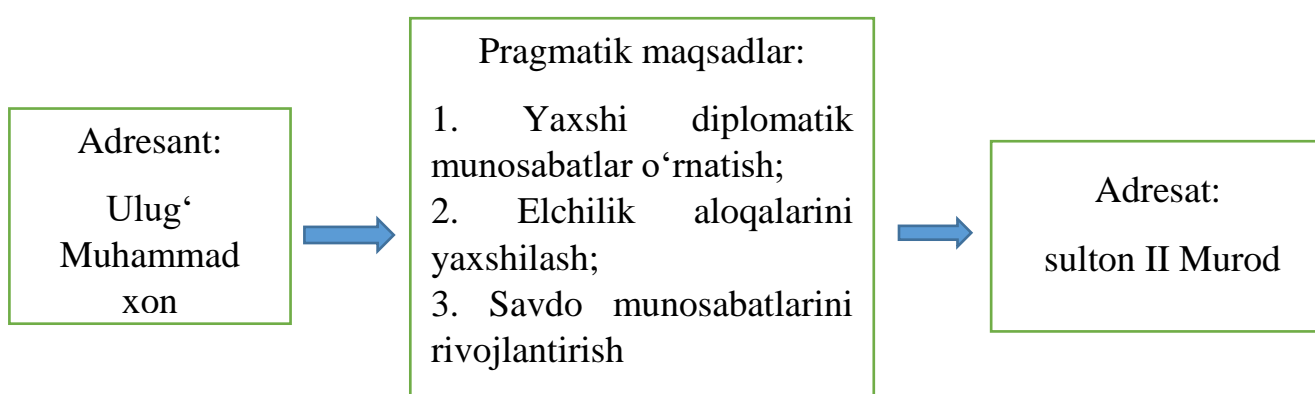 Adresant:
Ulug‘
Muhammad
xon
Pragmatik maqsadlar:
1. Yaxshi diplomatik
munosabatlar o‘rnatish;
2. Elchilik aloqalarini
yaxshilash;
3. Savdo munosabatlarini
rivojlantirish
Adresat:
sulton II Murod